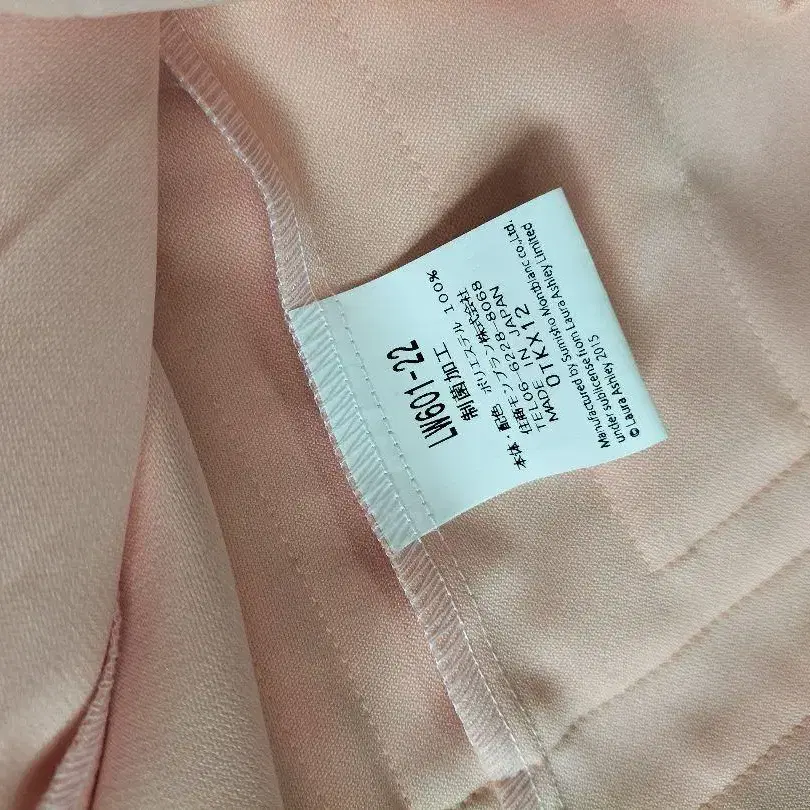 LW601-22
制菌加工
本体・配色 ポリエステル 100%
住商モンブラン株式会社
TEL06-6228-8068
MADE IN JAPAN
OTKX12
Manufactured by Sumisho Montblanc co.,Ltd.
under sublicense from Laura Ashley Limited.
© Laura Ashley 2015